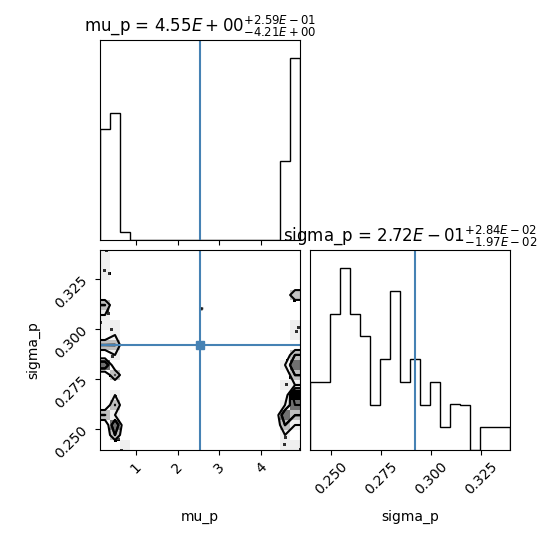 mu_p = 4.55E + 00+2.59E − 01 −4.21E + 00
sigma_p = 2.72E − 01+2.84E − 02 −1.97E − 02
0.325
0.300
0.275
0.250
sigma_p
1 2 3 4
mu_p
0.250 0.275 0.300 0.325
sigma_p